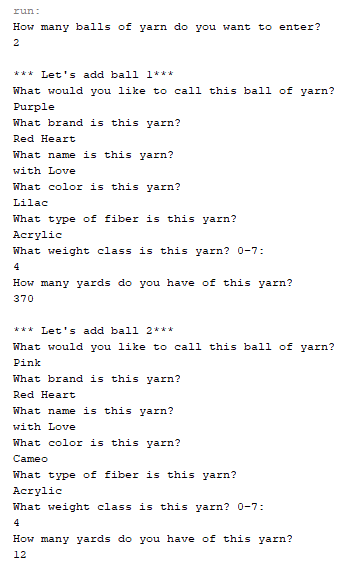 run:
How many balls of yarn do you want to enter?
2
*** Let's add ball 1***
What would you like to call this ball of yarn?
Purple
What brand is this yarn?
Red Heart
What name is this yarn?
with Love
What color is this yarn?
Lilac
What type of fiber is this yarn?
Acrylic
What weight class is this yarn? 0-7:
4
How many yards do you have of this yarn?
370
*** Let's add ball 2***
What would you like to call this ball of yarn?
Pink
What brand is this yarn?
Red Heart
What name is this yarn?
with Love
What color is this yarn?
Cameo
What type of fiber is this yarn?
Acrylic
What weight class is this yarn? 0-7:
4
How many yards do you have of this yarn?
12